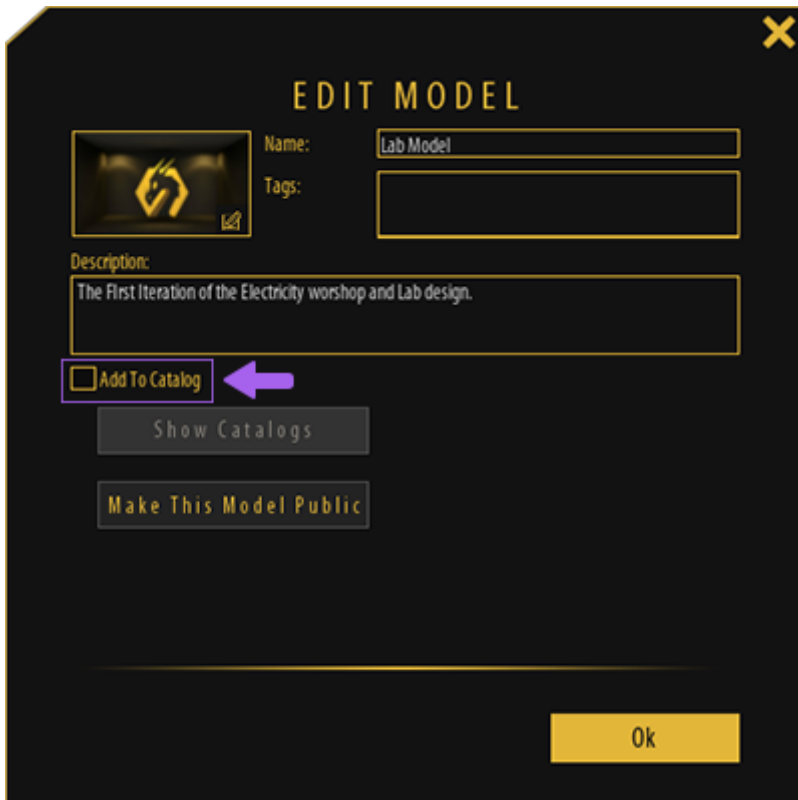 EDIT MODEL
Name:
Lab Model
Tags:
Description:
The FIrst Iteration of the Electricity worshop and Lab design.
Add To Catalog
Show Catalogs
Make This Model Public
Ok